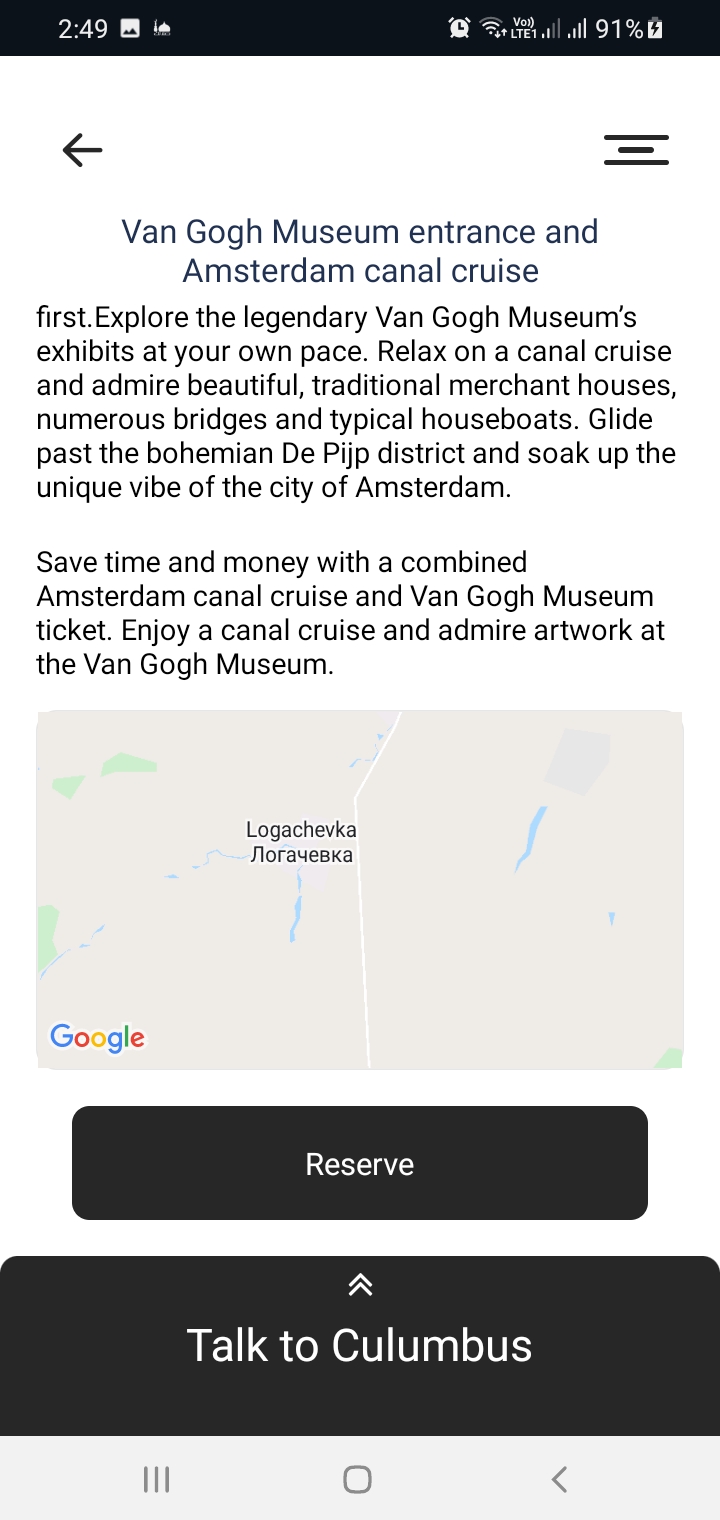 2:49
Vo))
LTE1
91%
Van Gogh Museum entrance and
Amsterdam canal cruise
first.Explore the legendary Van Gogh Museum’s
exhibits at your own pace. Relax on a canal cruise
and admire beautiful, traditional merchant houses,
numerous bridges and typical houseboats. Glide
past the bohemian De Pijp district and soak up the
unique vibe of the city of Amsterdam.
Save time and money with a combined
Amsterdam canal cruise and Van Gogh Museum
ticket. Enjoy a canal cruise and admire artwork at
the Van Gogh Museum.
Logachevka
Логачевка
Google
Reserve
Talk to Culumbus